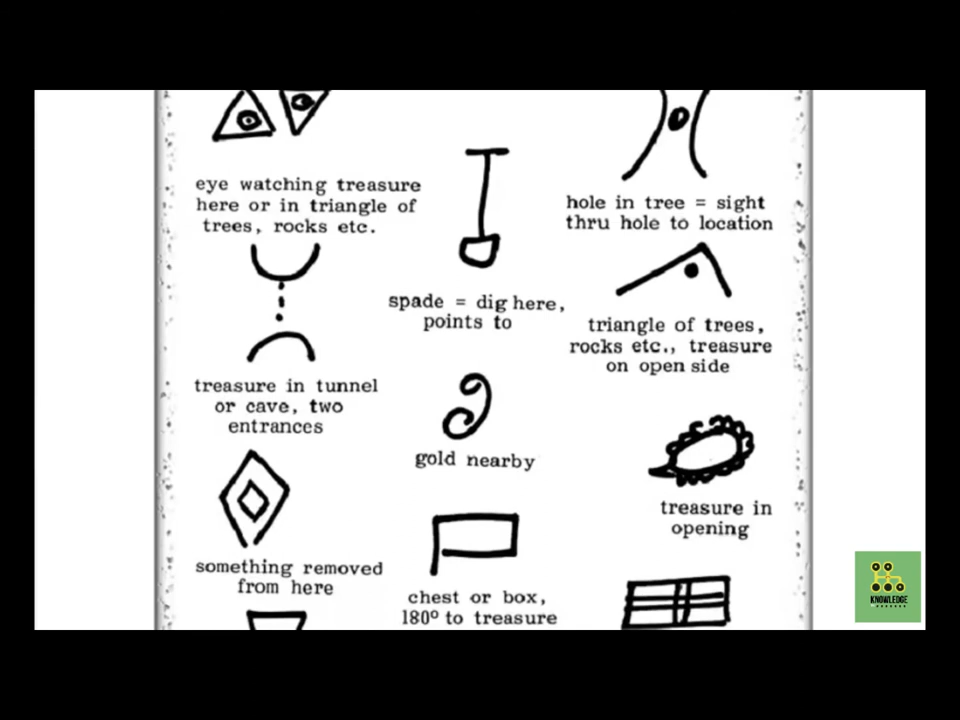 eye watching treasure
here or in triangle of
trees, rocks etc.
hole in tree = sight
thru hole to location
spade = dig here,
points to
triangle of trees,
rocks etc., treasure
on open side
treasure in tunnel
or cave, two
entrances
gold nearby
treasure in
opening
something removed
from here
chest or box,
180° to treasure
KNOWLEDGE